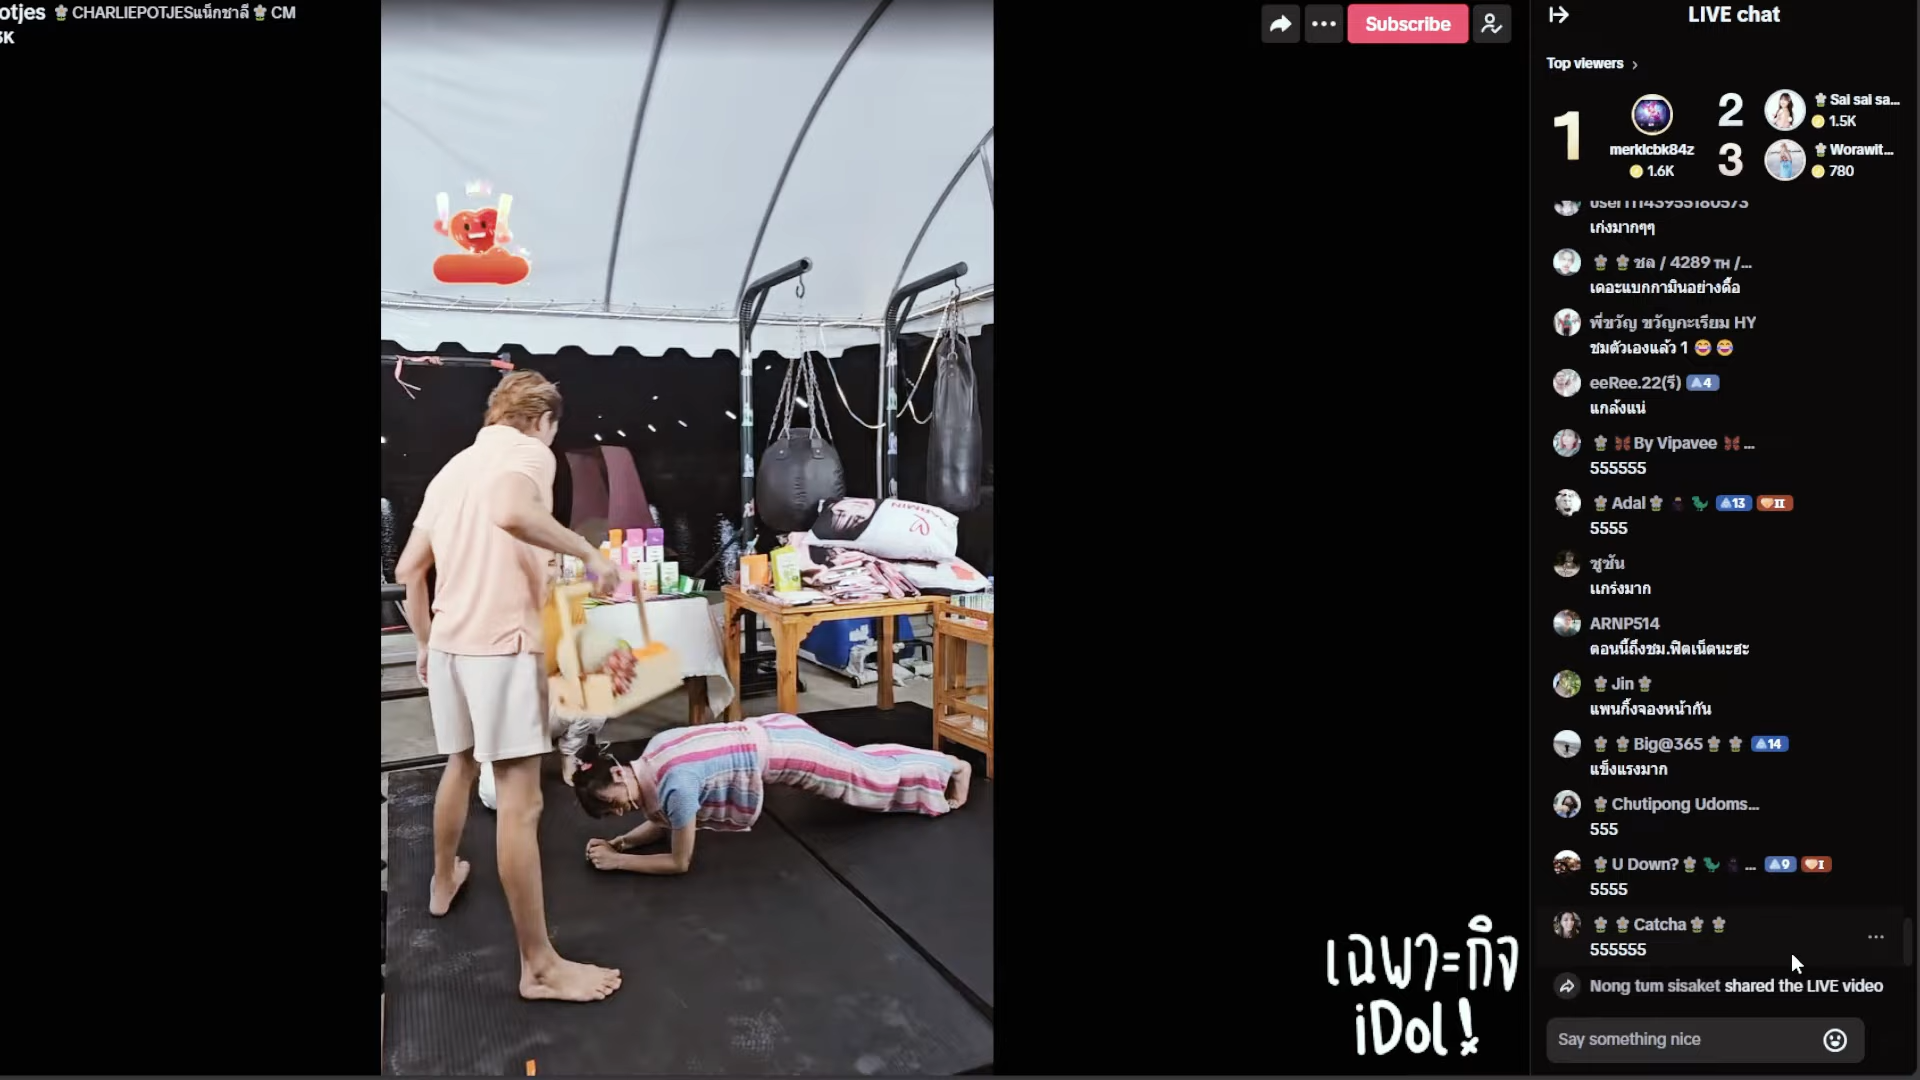 otjes CHARLIEPOTJESแน็กชาลี CM
Subscribe
LIVE chat
Top viewers
1
merklcbk84z
1.6K
2
Sai sai sa...
1.5K
3
Worawit...
780
user1143955180573
เก่งมากๆๆ
ชล / 4289 TH /...
เดอะแบกกามินอย่างดื้อ
พี่ขวัญ ขวัญกะเรียม HY
ชมตัวเองแล้ว 1 😂 😂
eeRee.22(รี) 4
แกล้งแน่
By Vipavee ...
555555
Adal 13 II
5555
ซูซัน
แกร่งมาก
ARNP514
ตอนนี้ถึงชม.ฟิตเน็ตนะฮะ
Jin
แพนกิ้งจองหน้ากัน
Big@365 14
แข็งแรงมาก
Chutipong Udoms...
555
U Down? ... 9 I
5555
Catcha
555555
Nong tum sisaket shared the LIVE video
Say something nice
เฉพาะกิจ
iDol!